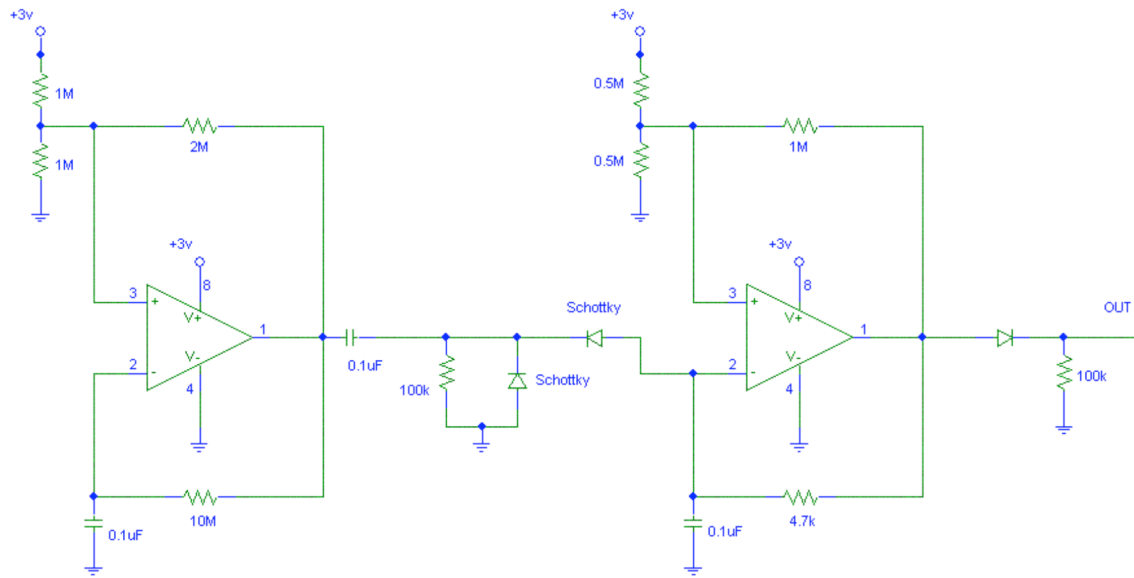 +3v
+3v
1M
0.5M
2M
1M
1M
0.5M
+3v
+3v
8
8
3
+
V+
3
+
V+
Schottky
OUT
1
1
2
-
V-
2
-
V-
0.1uF
4
100k
Schottky
4
100k
10M
4.7k
0.1uF
0.1uF